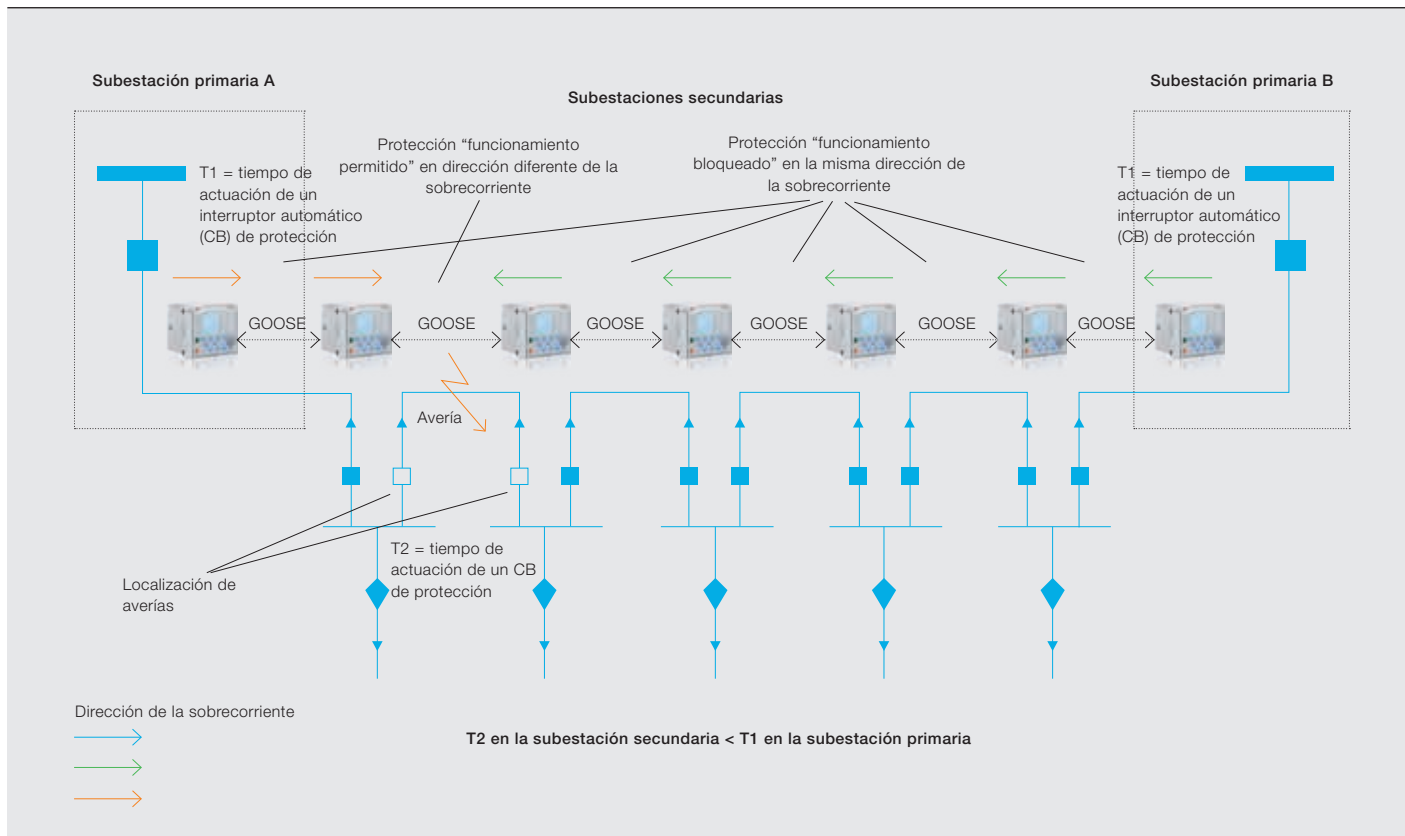 Subestación primaria A
Subestaciones secundarias
Subestación primaria B
Protección “funcionamiento
permitido” en dirección diferente de la
sobrecorriente
Protección “funcionamiento
bloqueado” en la misma dirección de
la sobrecorriente
T1 = tiempo de
actuación de un
interruptor automático
(CB) de protección
T1 = tiempo de
actuación de un
interruptor automático
(CB) de protección
GOOSE
GOOSE
GOOSE
GOOSE
GOOSE
GOOSE
Avería
T2 = tiempo de
actuación de un CB
de protección
Localización de
averías
Dirección de la sobrecorriente
T2 en la subestación secundaria < T1 en la subestación primaria